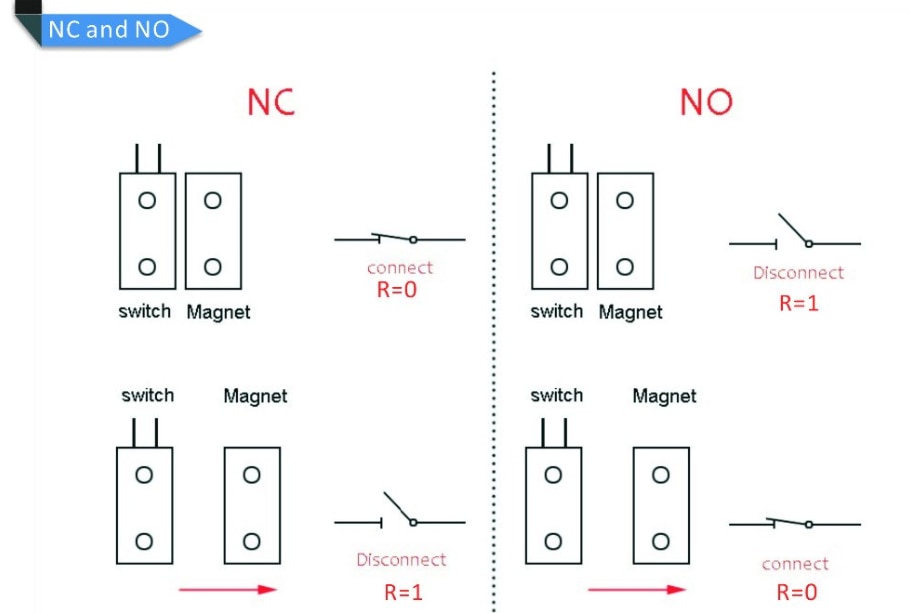 NC and NO
NC
connect
R=0
switch Magnet
switch Magnet
Disconnect
R=1
NO
Disconnect
R=1
switch Magnet
switch Magnet
connect
R=0